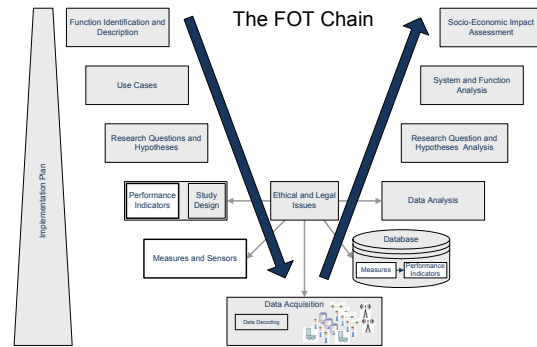 The FOT Chain
Function Identification and
Description
Socio-Economic Impact
Assessment
Use Cases
System and Function
Analysis
Research Questions and
Hypotheses
Research Question and
Hypotheses Analysis
Implementation Plan
Performance
Indicators
Study
Design
Ethical and Legal
Issues
Data Analysis
Database
Measures
Performance
Indicators
Measures and Sensors
Data Acquisition
Data Decoding